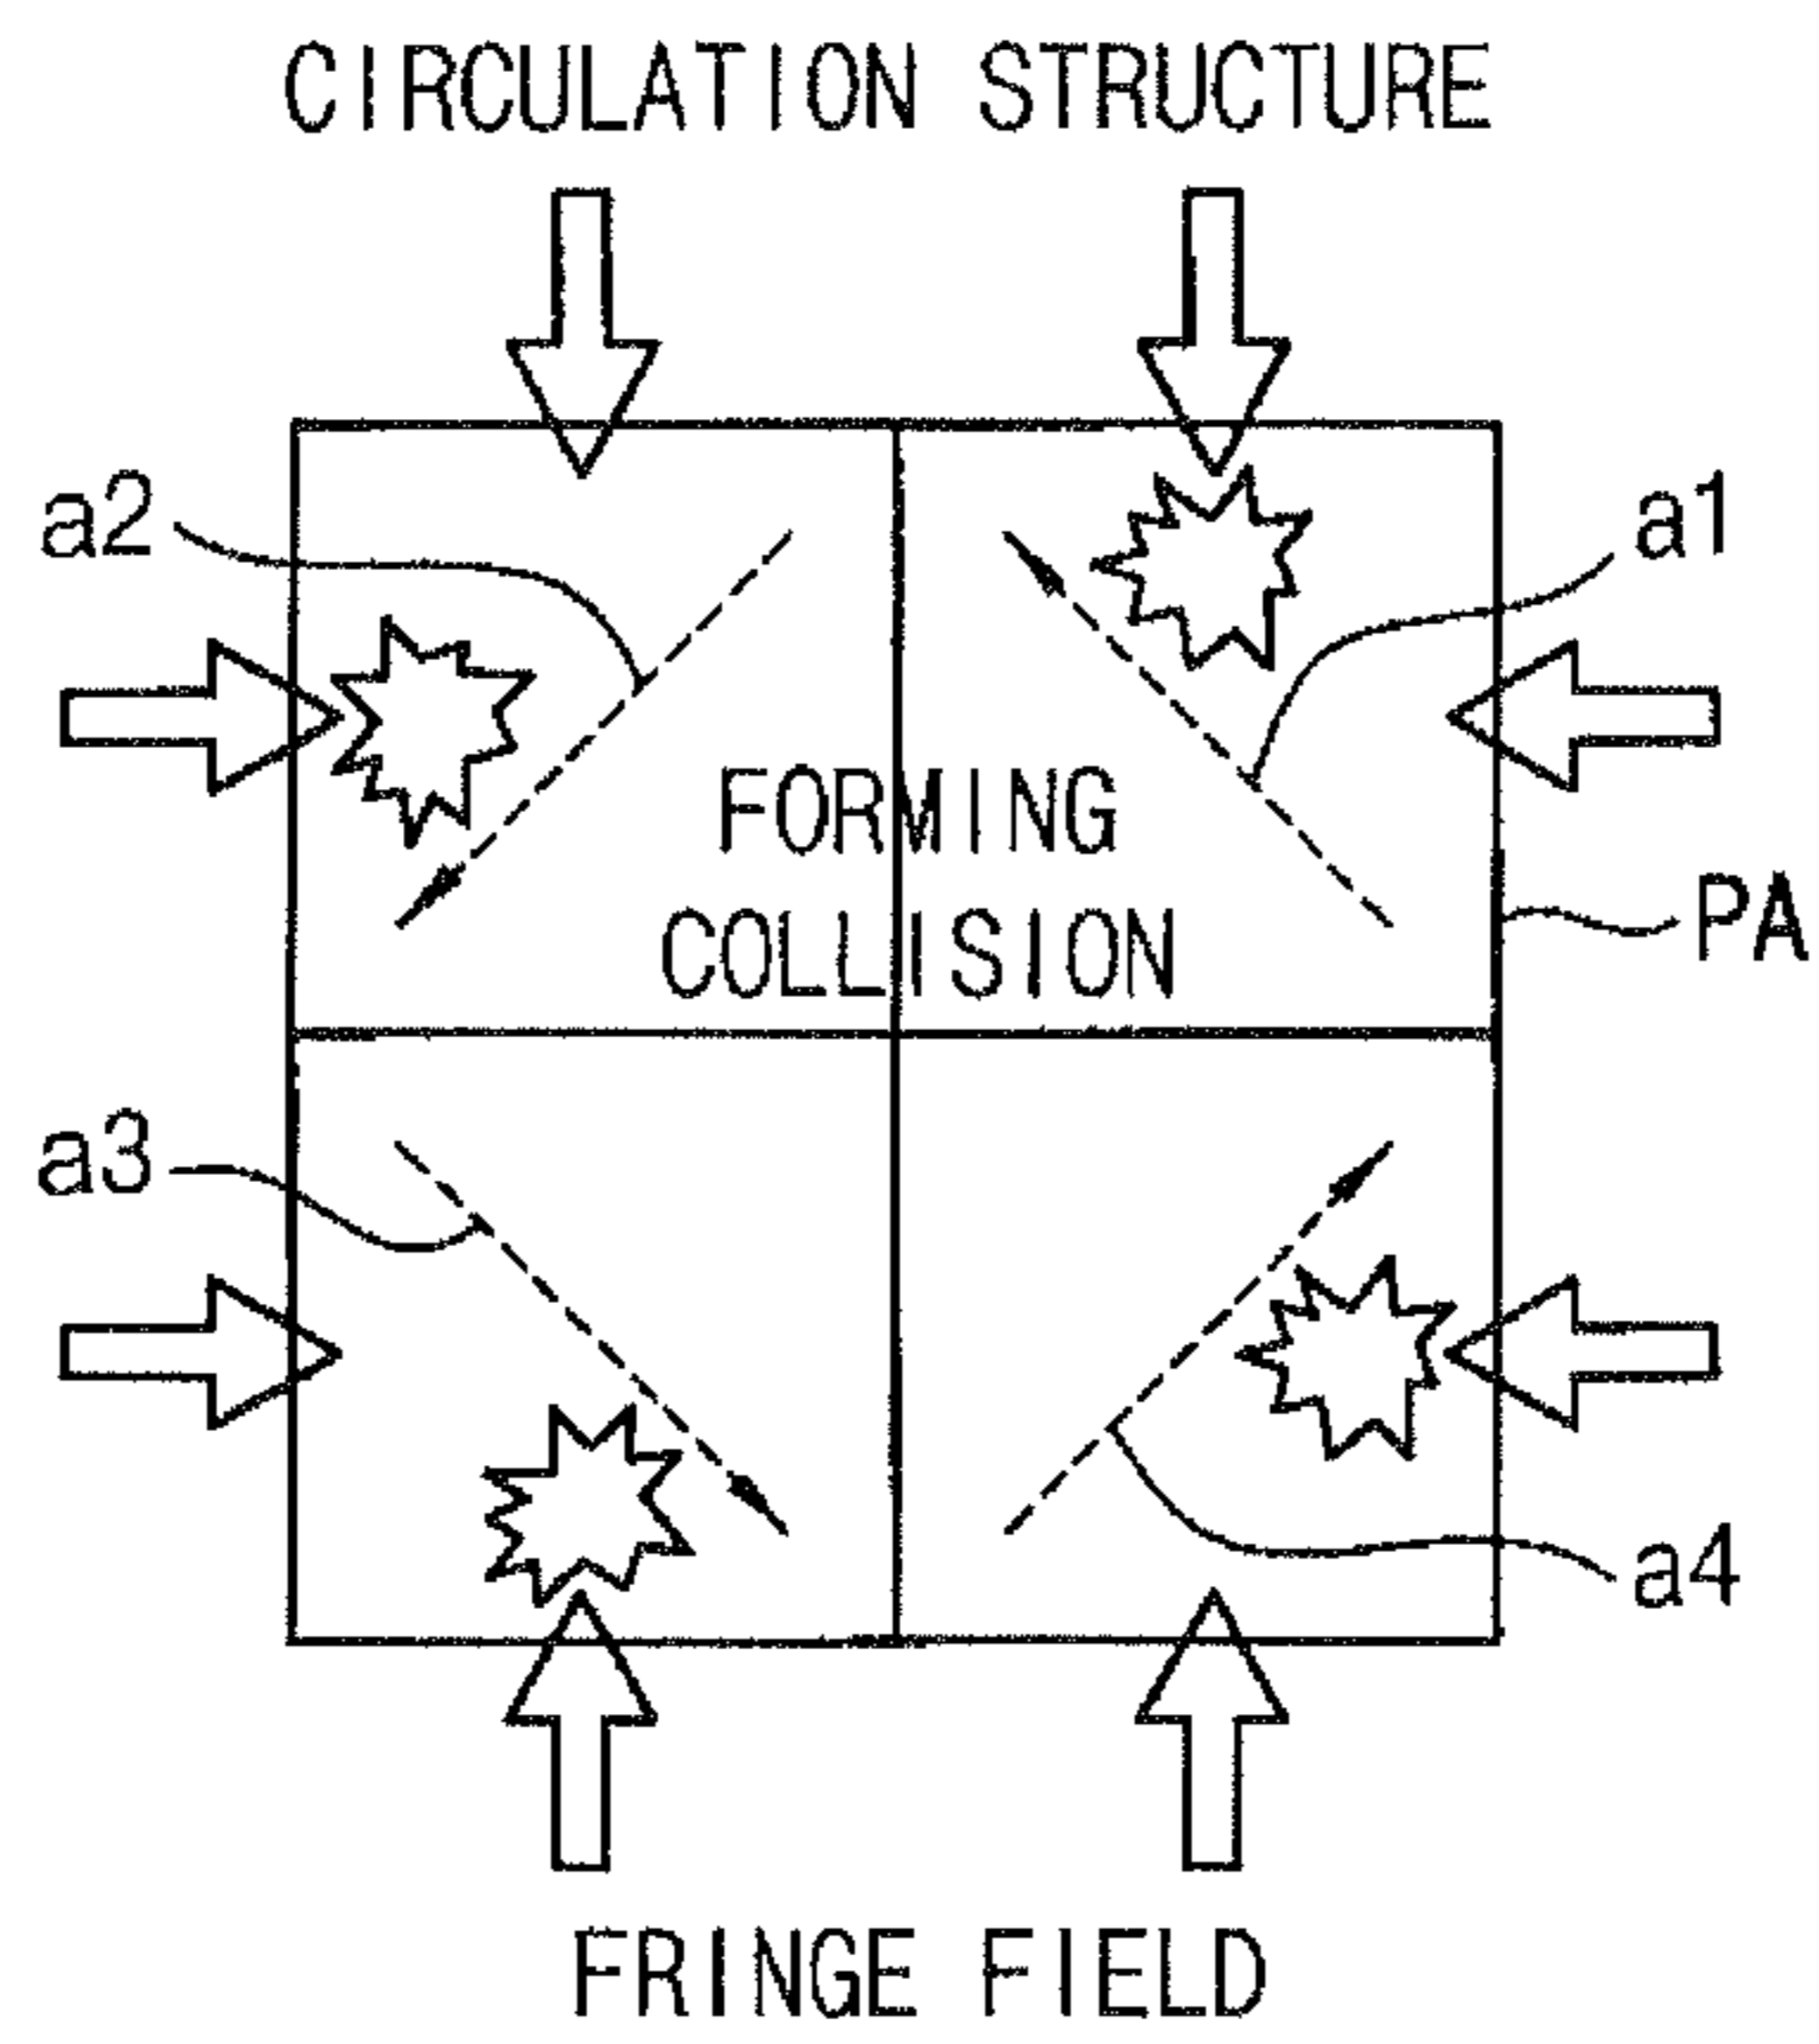 CIRCULATION STRUCTURE
a2
a1
FORMING
COLLISION
PA
a3
a4
FRINGE FIELD